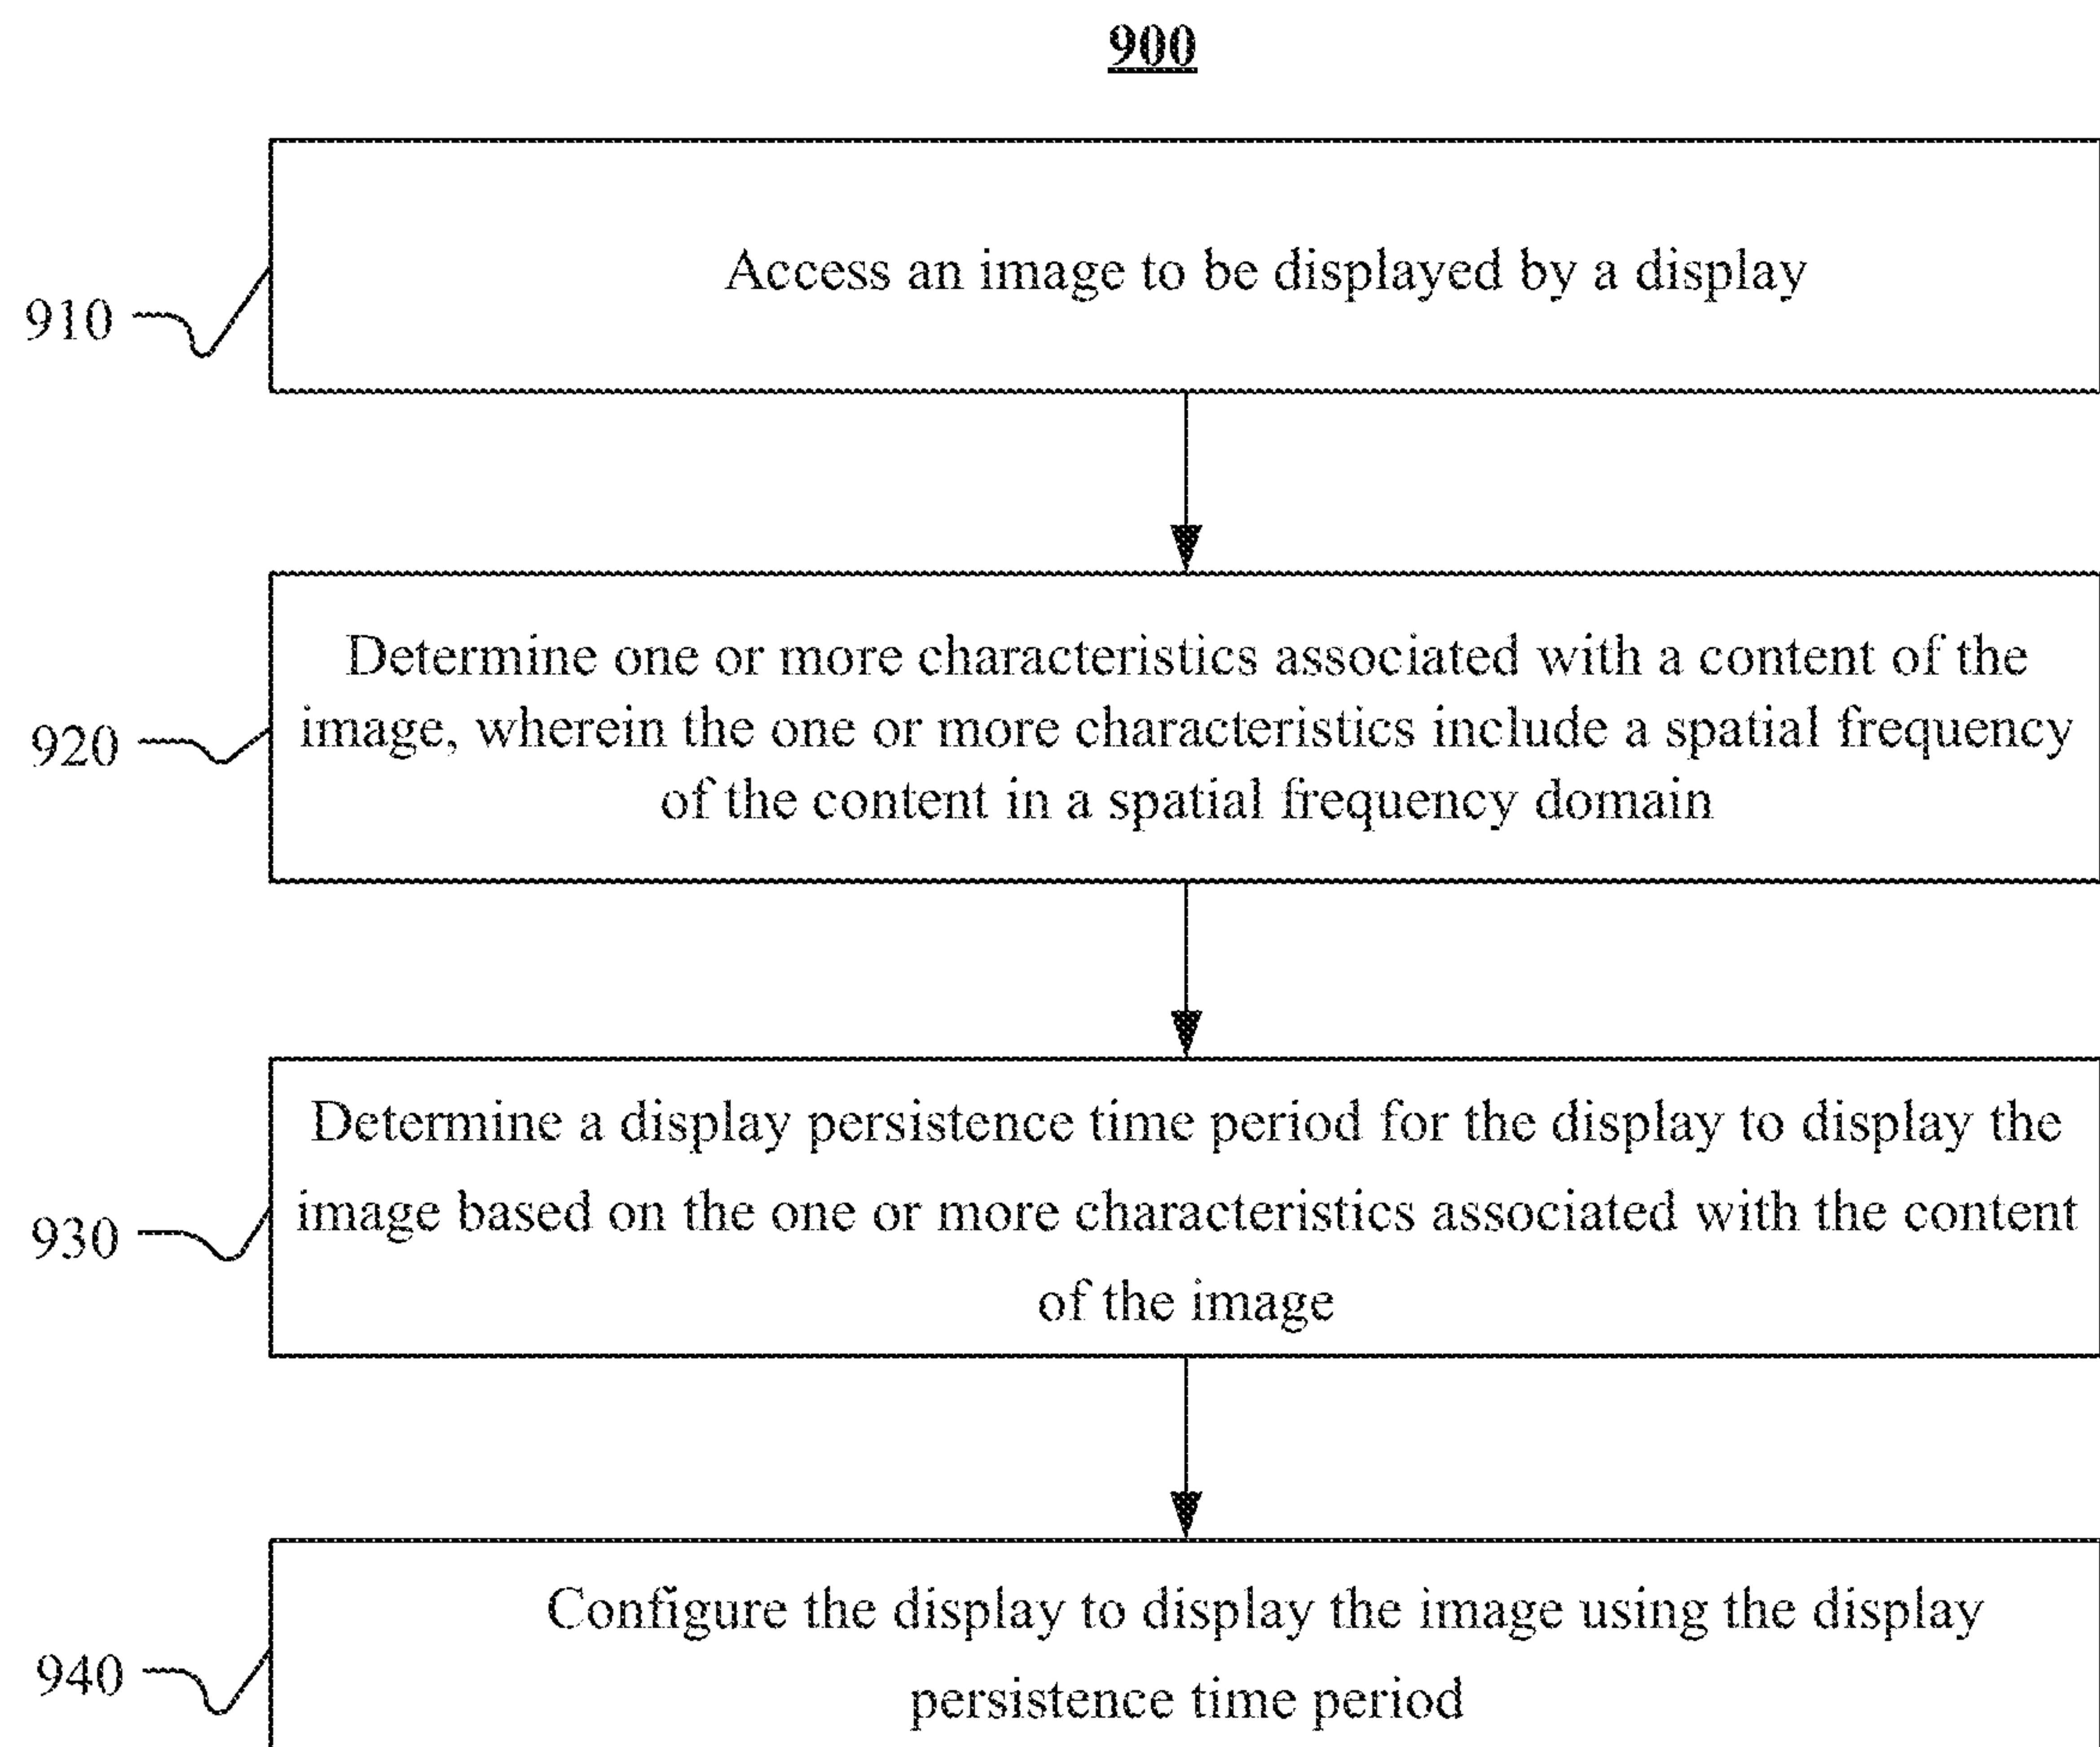 900
Access an image to be displayed by a display
910
Determine one or more characteristics associated with a content of the
image, wherein the one or more characteristics include a spatial frequency
of the content in a spatial frequency domain
920
Determine a display persistence time period for the display to display the
image based on the one or more characteristics associated with the content
of the image
930
Configure the display to display the image using the display
persistence time period
940